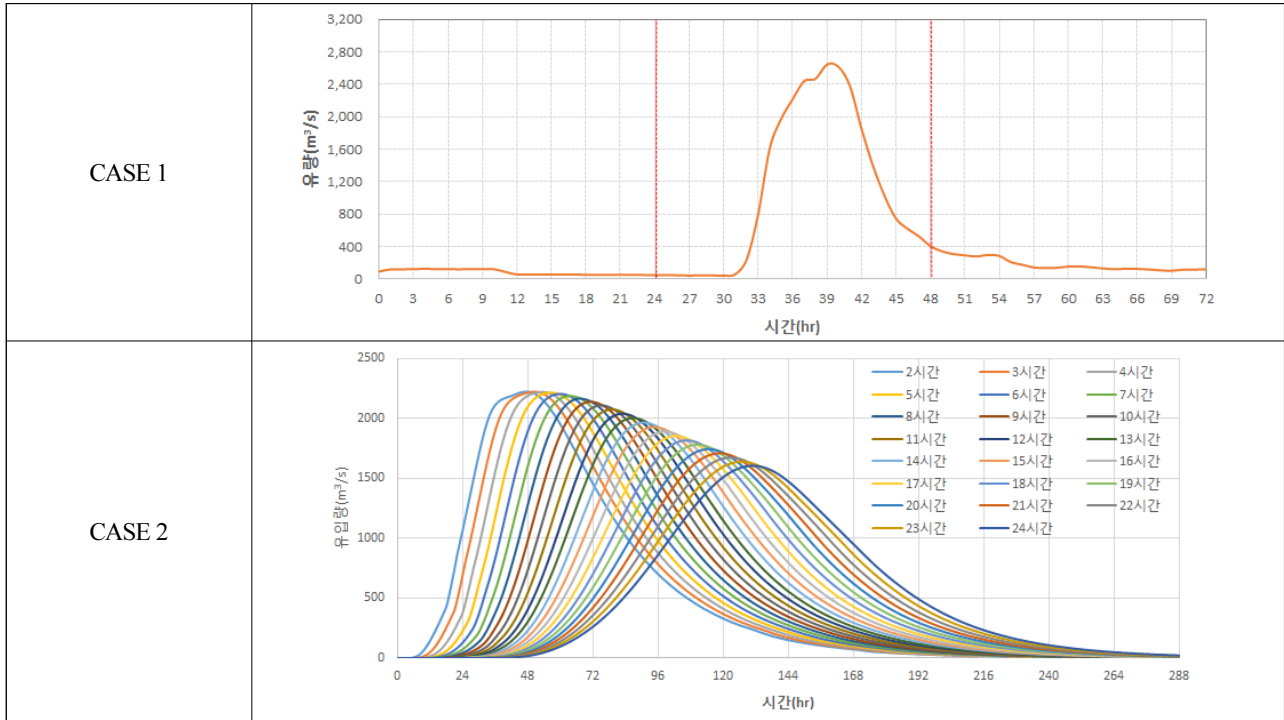 CASE 1
유량(m³/s)
3,200
2,800
2,400
2,000
1,600
1,200
800
400
0
0 3 6 9 12 15 18 21 24 27 30 33 36 39 42 45 48 51 54 57 60 63 66 69 72
시간(hr)
CASE 2
유입량(m³/s)
2500
2000
1500
1000
500
0
2시간 3시간 4시간
5시간 6시간 7시간
8시간 9시간 10시간
11시간 12시간 13시간
14시간 15시간 16시간
17시간 18시간 19시간
20시간 21시간 22시간
23시간 24시간
0 24 48 72 96 120 144 168 192 216 240 264 288
시간(hr)